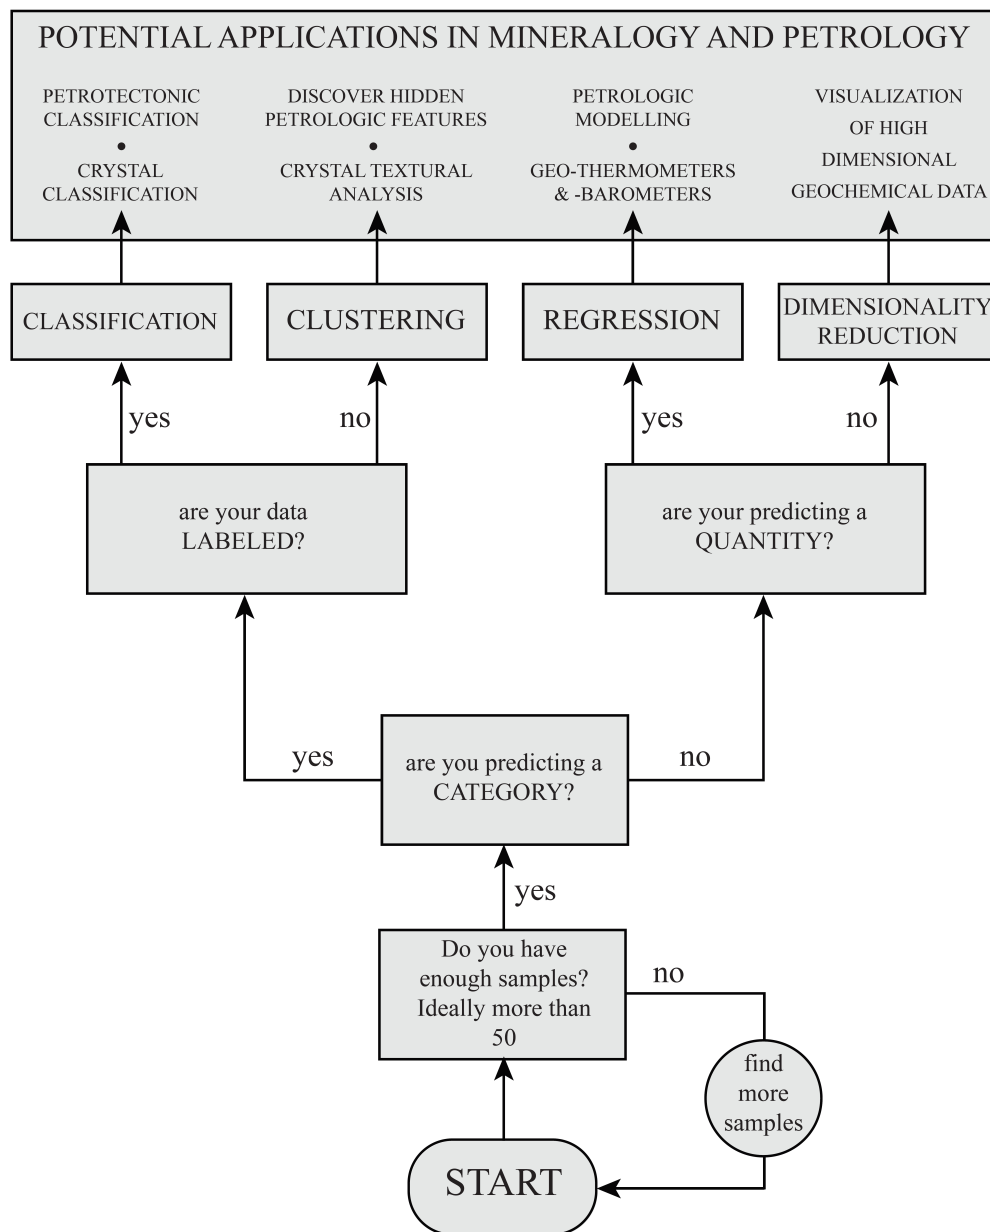 POTENTIAL APPLICATIONS IN MINERALOGY AND PETROLOGY
PETROTECTONIC
CLASSIFICATION
•
CRYSTAL
CLASSIFICATION
DISCOVER HIDDEN
PETROLOGIC FEATURES
•
CRYSTAL TEXTURAL
ANALYSIS
PETROLOGIC
MODELLING
•
GEO-THERMOMETERS
& -BAROMETERS
VISUALIZATION
OF HIGH
DIMENSIONAL
GEOCHEMICAL DATA
CLASSIFICATION
CLUSTERING
REGRESSION
DIMENSIONALITY
REDUCTION
yes
no
yes
no
are your data
LABELED?
are your predicting a
QUANTITY?
yes
are you predicting a
CATEGORY?
no
yes
Do you have
enough samples?
Ideally more than
50
no
find
more
samples
START